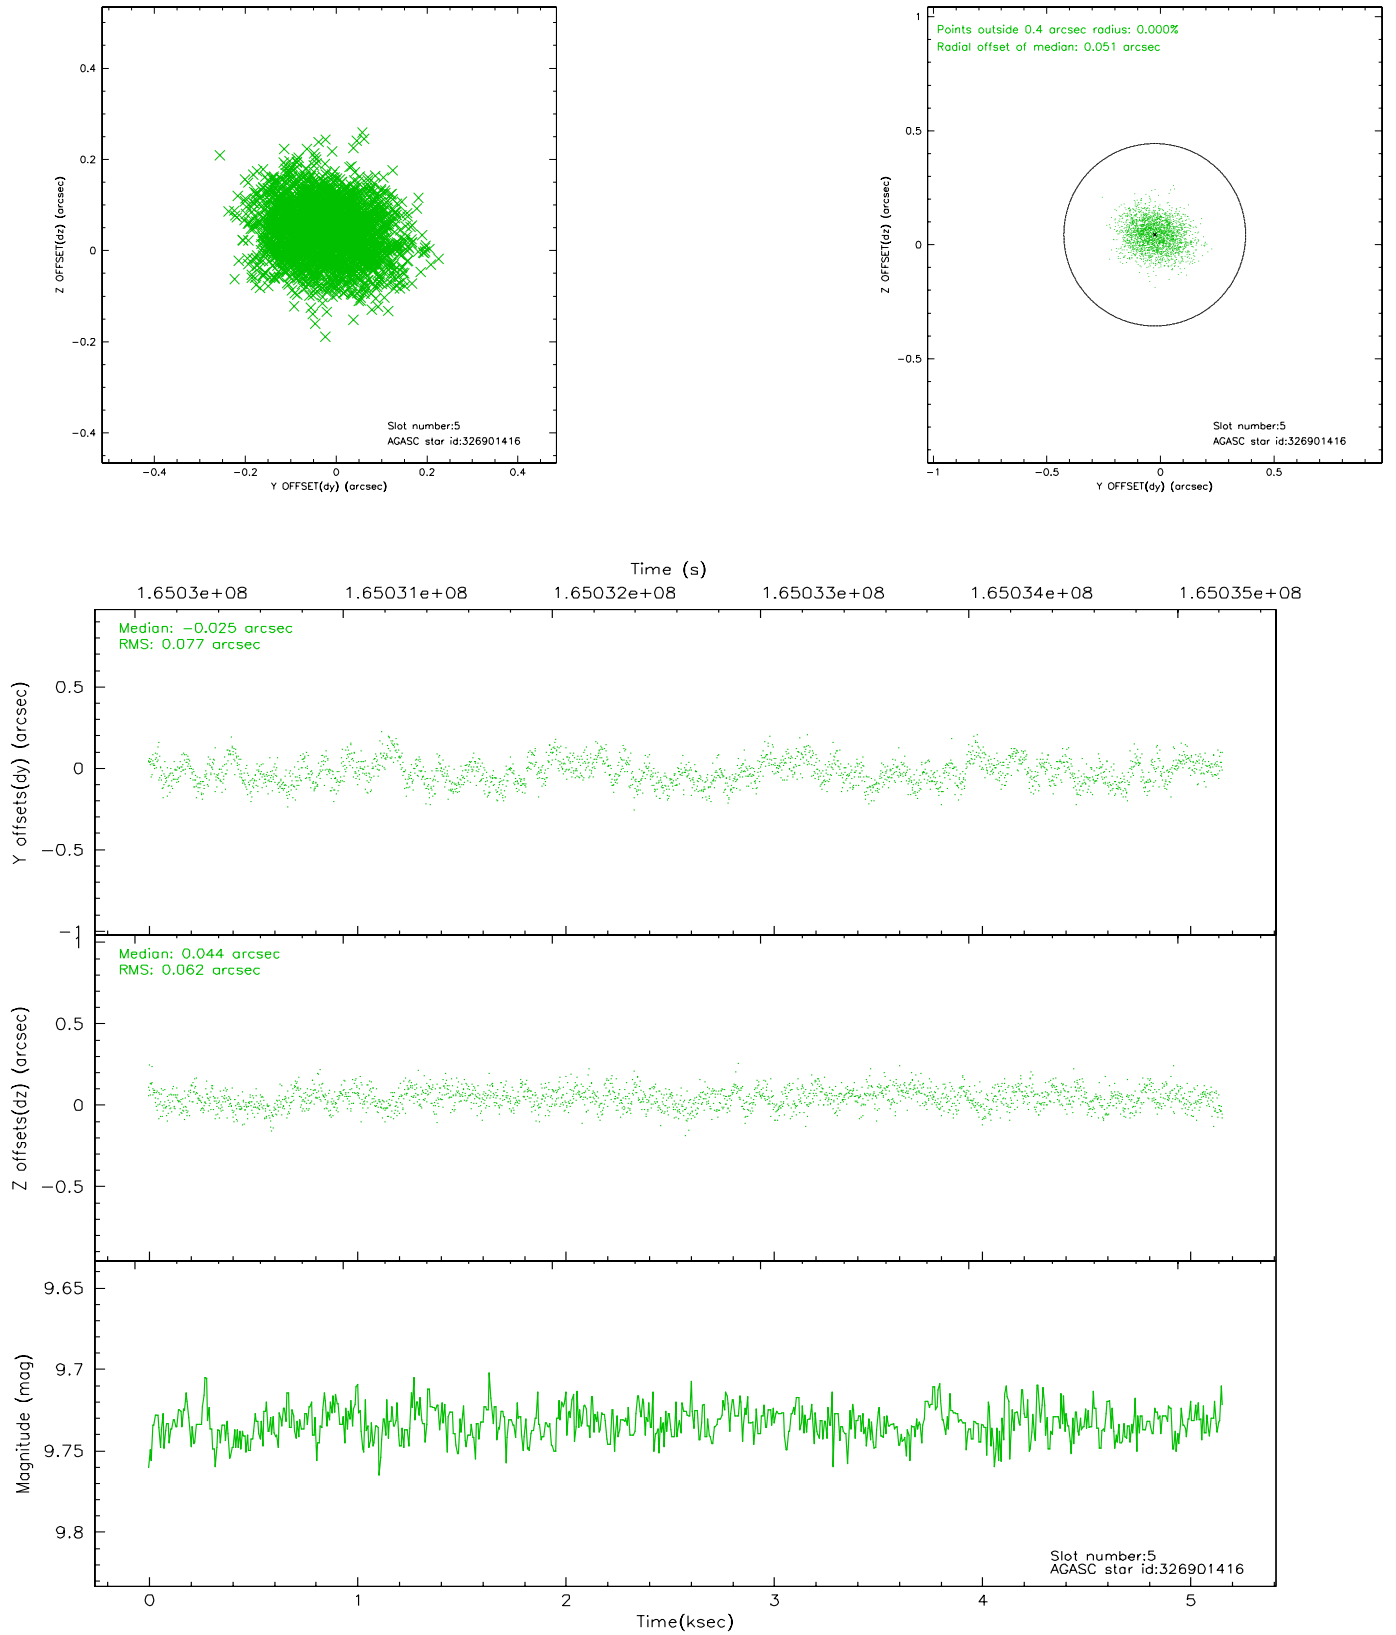 0.4
0.2
0
-0.2
-0.4
Z OFFSET(dz) (arcsec)
Slot number:5
AGASC star id:326901416
-0.4 -0.2 0 0.2 0.4
Y OFFSET(dy) (arcsec)
Points outside 0.4 arcsec radius: 0.000%
Radial offset of median: 0.051 arcsec
1
0.5
0
-0.5
Z OFFSET(dz) (arcsec)
Slot number:5
AGASC star id:326901416
-1 -0.5 0 0.5
Y OFFSET(dy) (arcsec)
Time (s)
1.6503e+08 1.65031e+08 1.65032e+08 1.65033e+08 1.65034e+08 1.65035e+08
Median: -0.025 arcsec
RMS: 0.077 arcsec
0.5
0
-0.5
-1
Y offsets(dy) (arcsec)
Median: 0.044 arcsec
RMS: 0.062 arcsec
1
0.5
0
-0.5
Z offsets(dz) (arcsec)
9.65
9.7
9.75
9.8
Magnitude (mag)
Slot number:5
AGASC star id:326901416
0 1 2 3 4 5
Time(ksec)